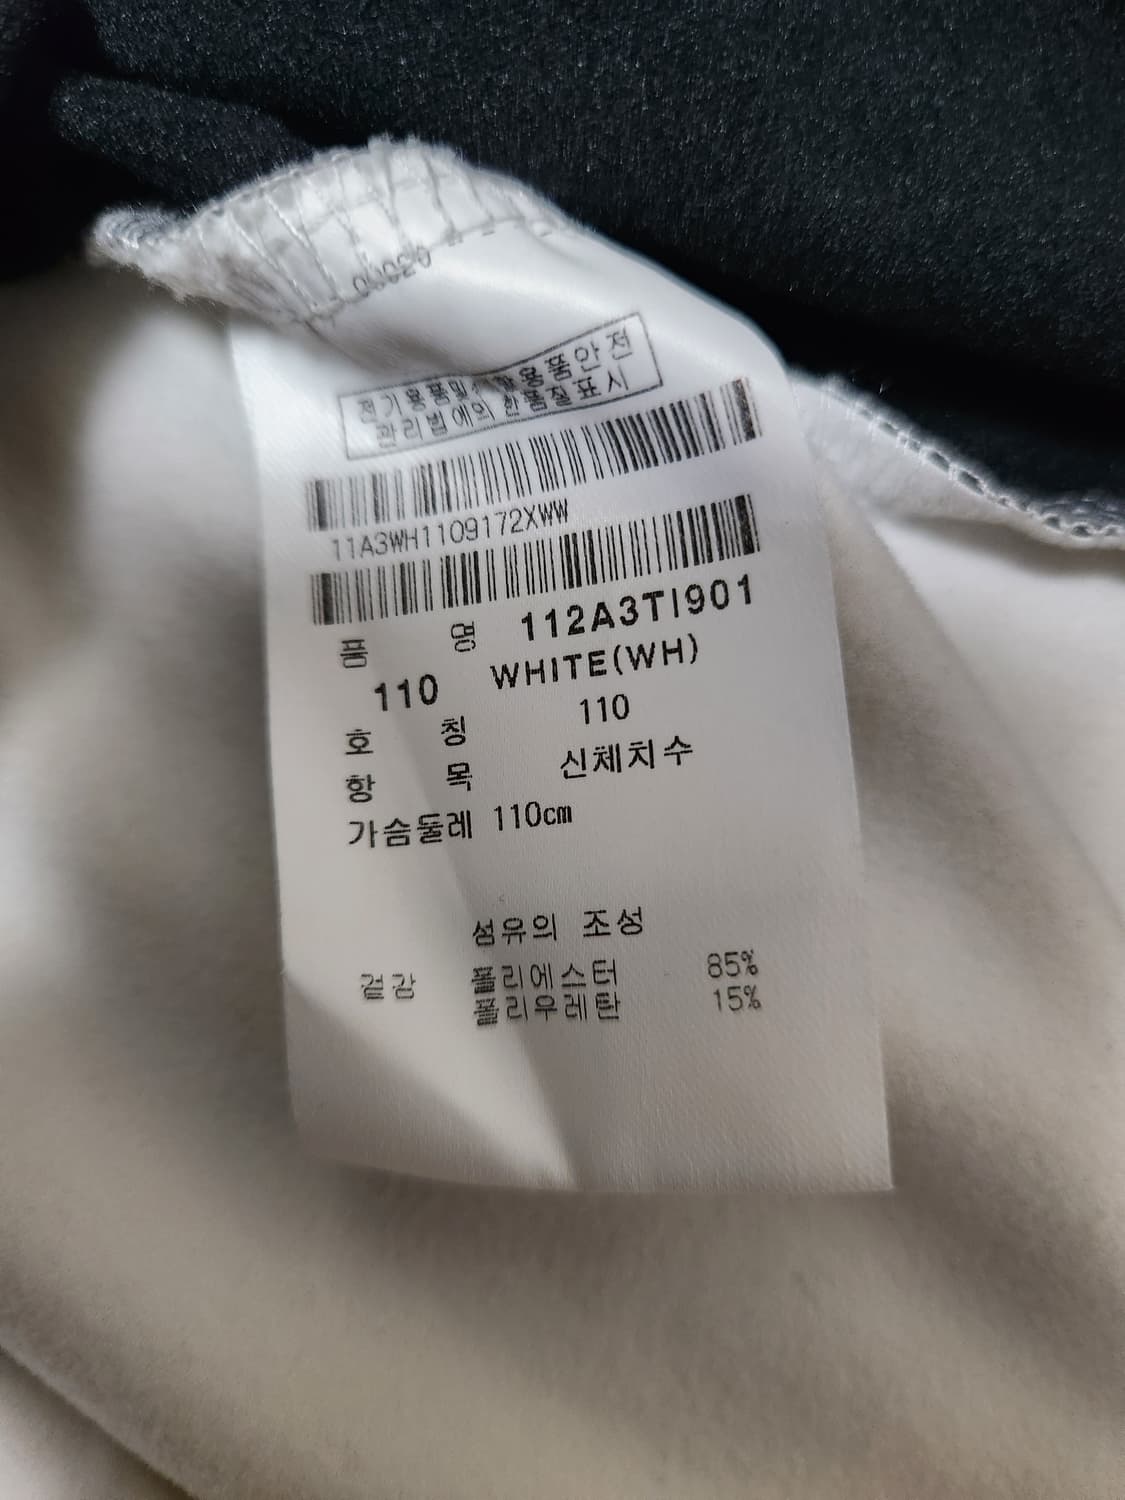 전기용품및생활용품안전
관리법에의한품질표시
11A3WH1109172XWW
품 명 112A3TI901
110 WHITE(WH)
호 칭 110
항 목 신체치수
가슴둘레 110cm
섬유의 조성
겉감 폴리에스터 85%
폴리우레탄 15%